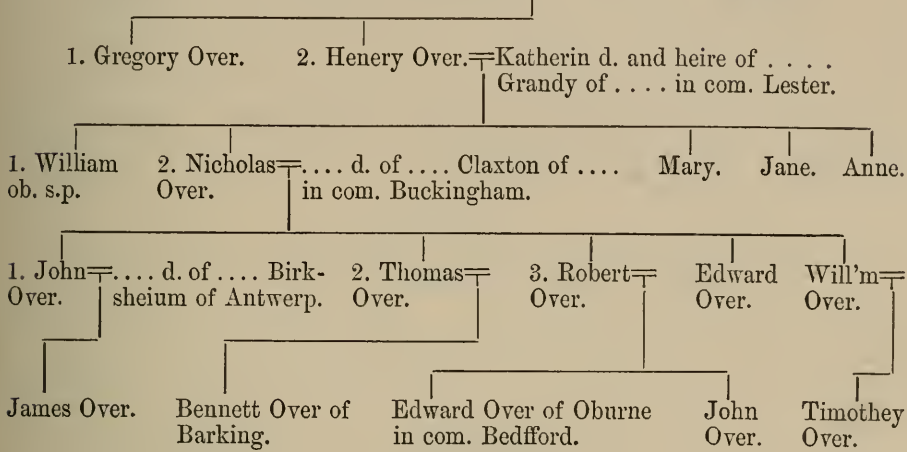 1. Gregory Over. 2. Henery Over.=Katherin d. and heire of . . . .
Grandy of . . . . in com. Lester.
1. William 2. Nicholas=. . . . d. of . . . . Claxton of . . . . Mary. Jane. Anne.
ob. s.p. Over. in com. Buckingham.
1. John=. . . . d. of . . . . Birk- 2. Thomas= 3. Robert= Edward Will'm=
Over. sheium of Antwerp. Over. Over. Over. Over.
James Over. Bennett Over of Edward Over of Oburne John Timothey
Barking. in com. Bedfford. Over. Over.